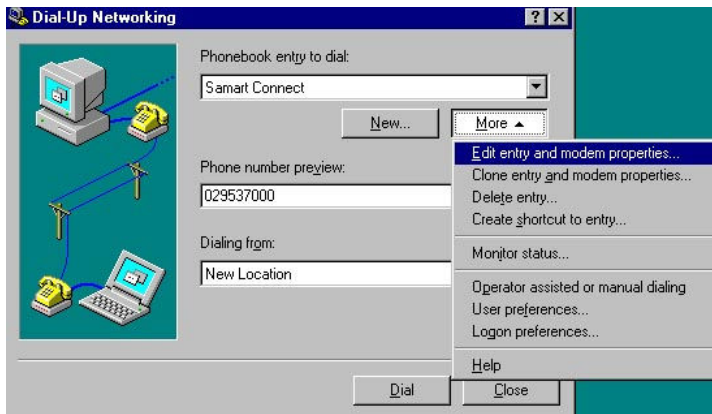 Dial-Up Networking
Phonebook entry to dial:
Samart Connect
New...
More
Edit entry and modem properties...
Clone entry and modem properties...
Delete entry...
Create shortcut to entry...
Monitor status...
Operator assisted or manual dialing
User preferences...
Logon preferences...
Help
Phone number preview:
029537000
Dialing from:
New Location
Dial
Close